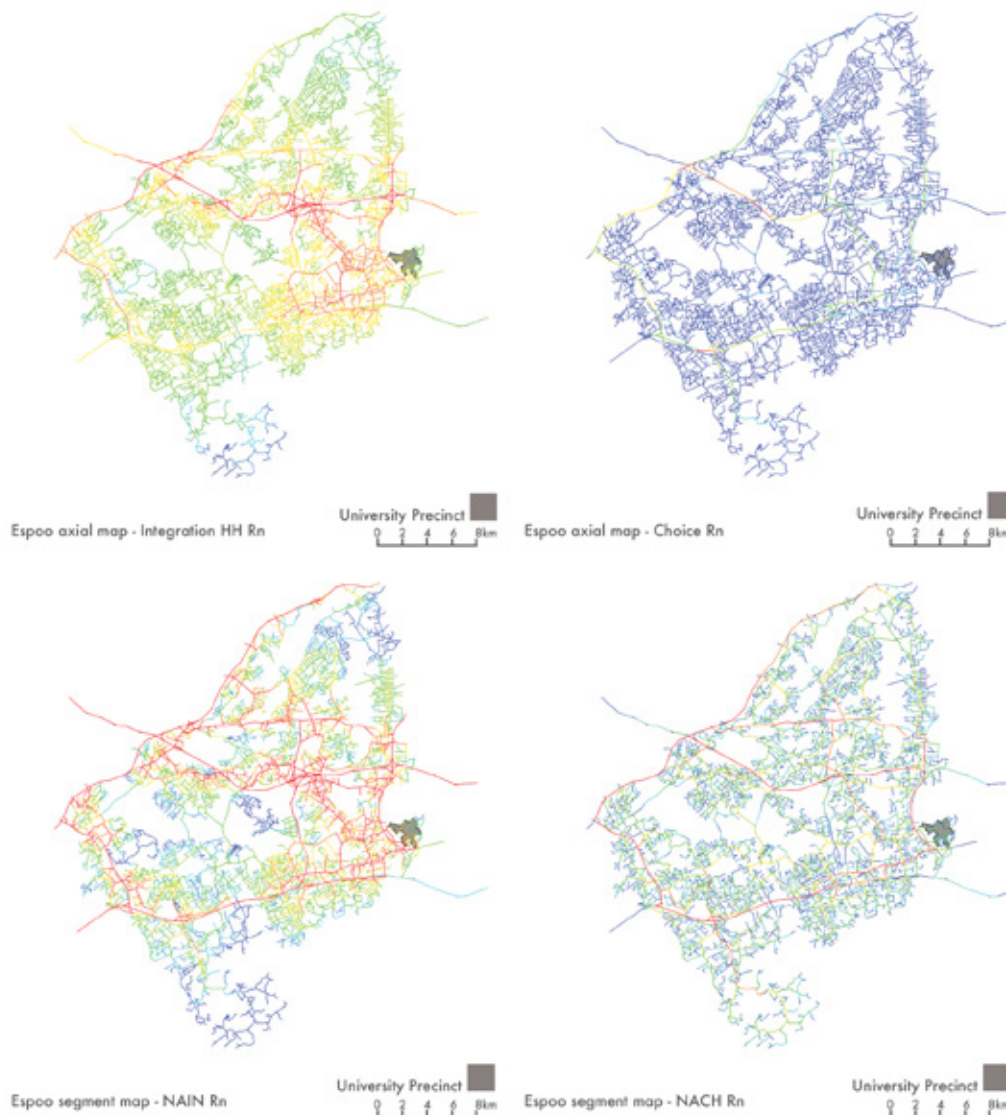 University Precinct
Espoo axial map - Integration HH Rn
0 2 4 6 8km
University Precinct
Espoo axial map - Choice Rn
0 2 4 6 8km
University Precinct
Espoo segment map - NAIN Rn
0 2 4 6 8km
University Precinct
Espoo segment map - NACH Rn
0 2 4 6 8km